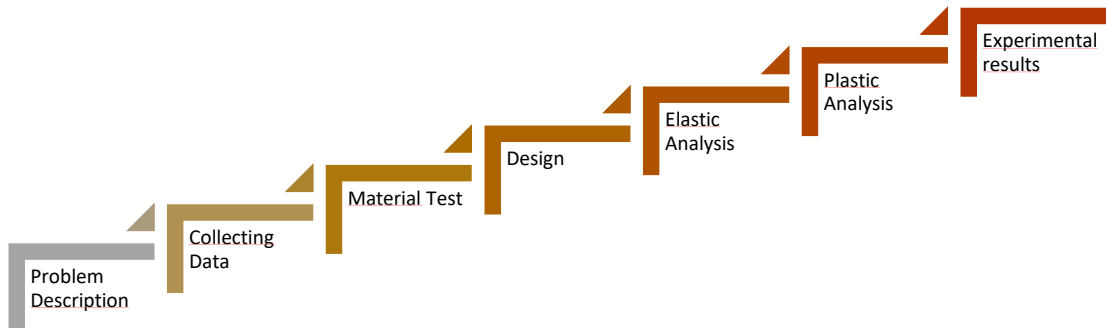 Problem
Description
Collecting
Data
Material Test
Design
Elastic
Analysis
Plastic
Analysis
Experimental
results